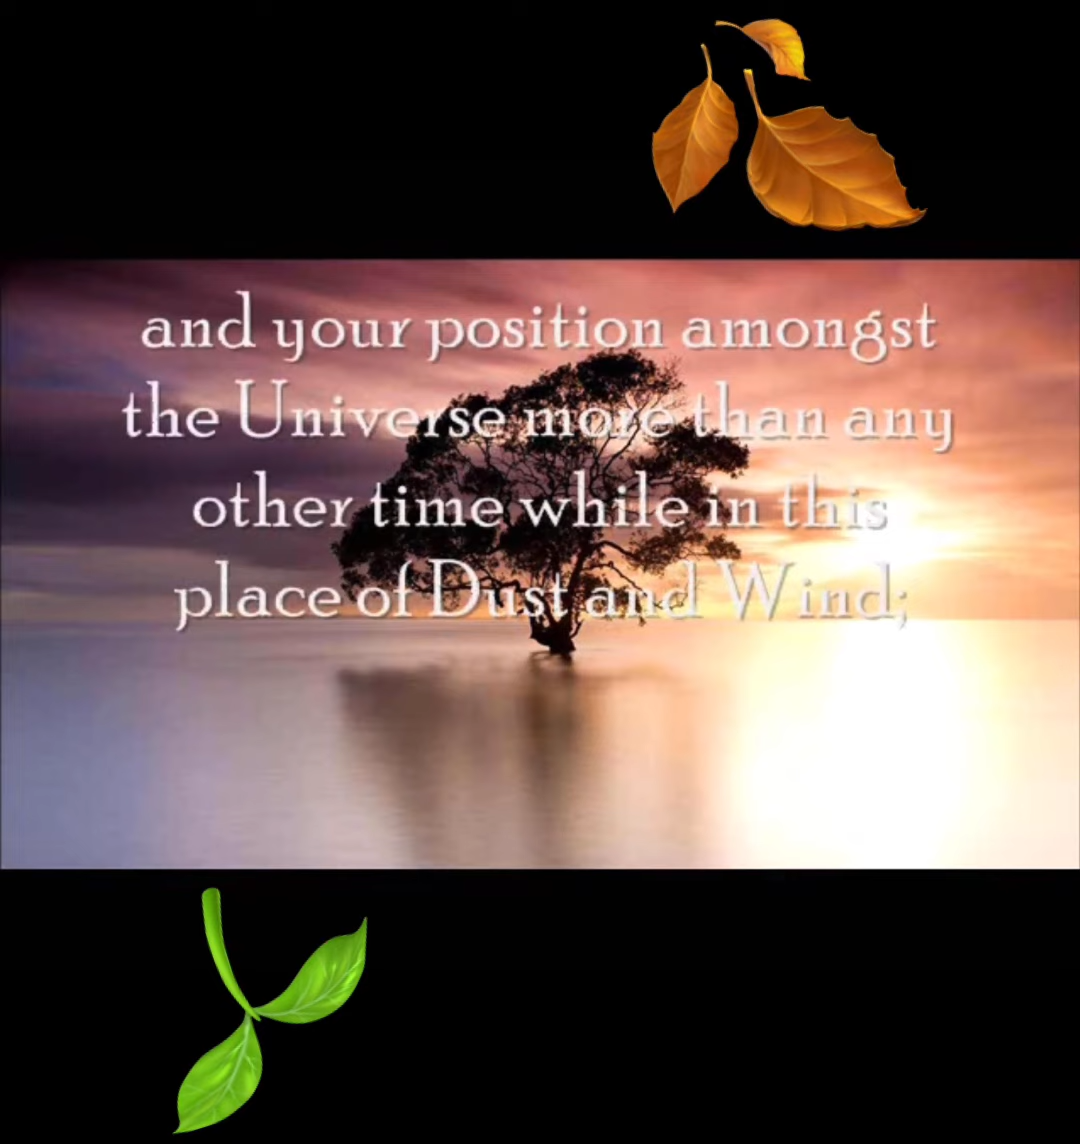 and your position amongst
the Universe more than any
other time while in this
place of Dust and Wind;